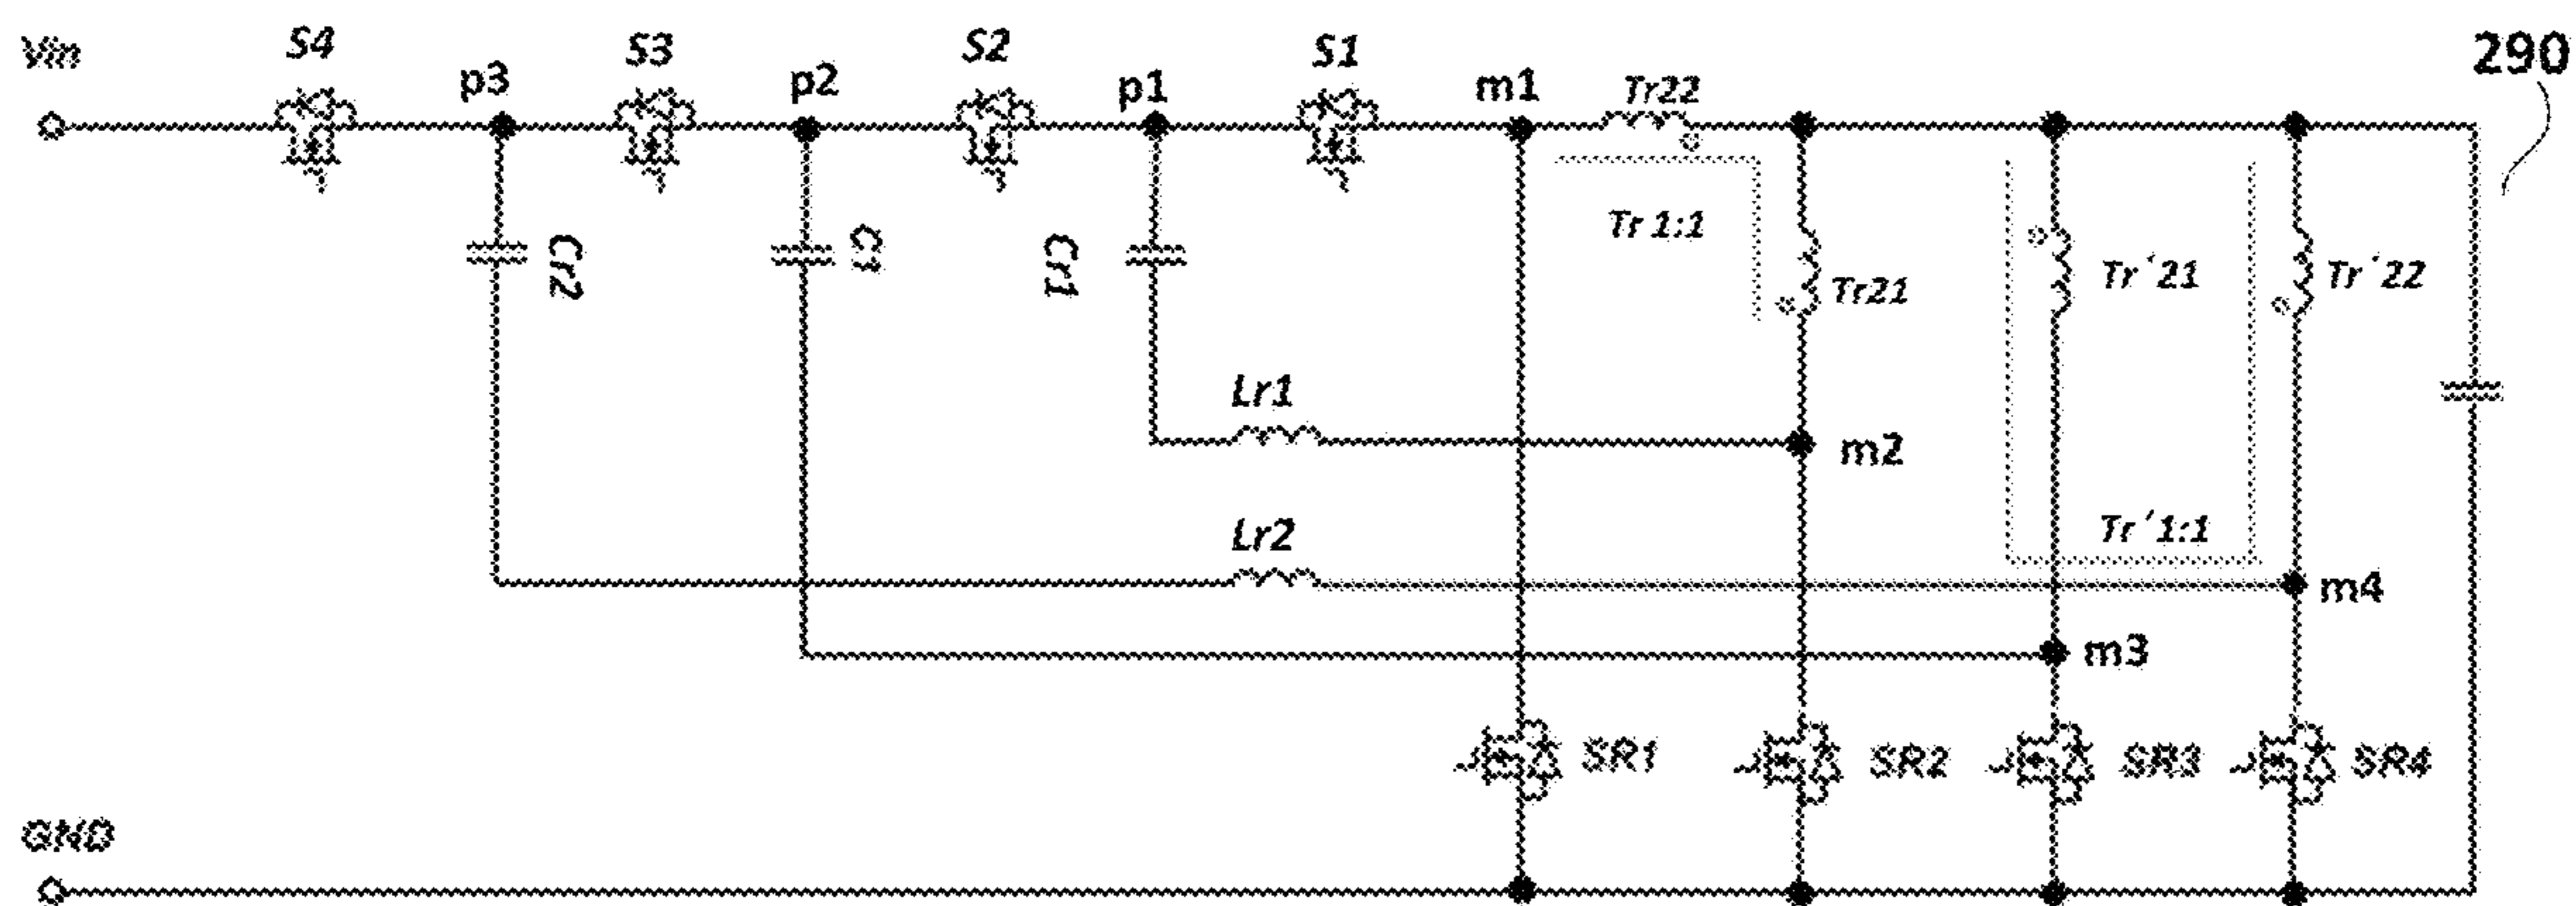 Vin
S4
p3
S3
p2
S2
p1
S1
m1
Tr22
290
Cr2
C1
Cr1
Tr 1:1
Tr21
Tr´21
Tr´22
Lr1
m2
Lr2
Tr´1:1
m4
m3
SR1
SR2
SR3
SR4
GND